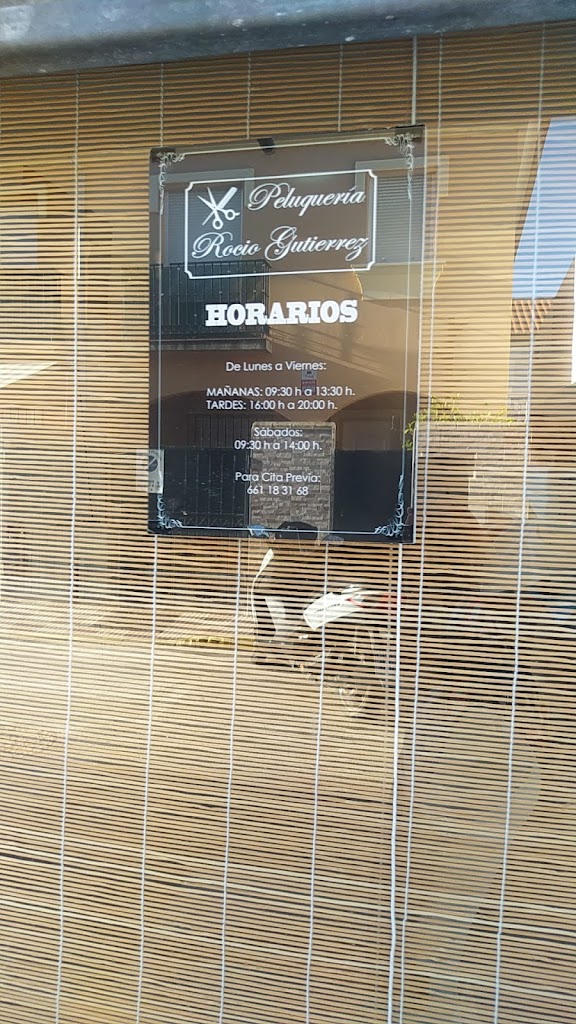 Peluquería
Rocio Gutierrez
HORARIOS
De Lunes a Viernes:
MAÑANAS: 09:30 h a 13:30 h.
TARDES: 16:00 h a 20:00 h.
Sábados:
09:30 h a 14:00 h.
Para Cita Previa:
661 18 31 68